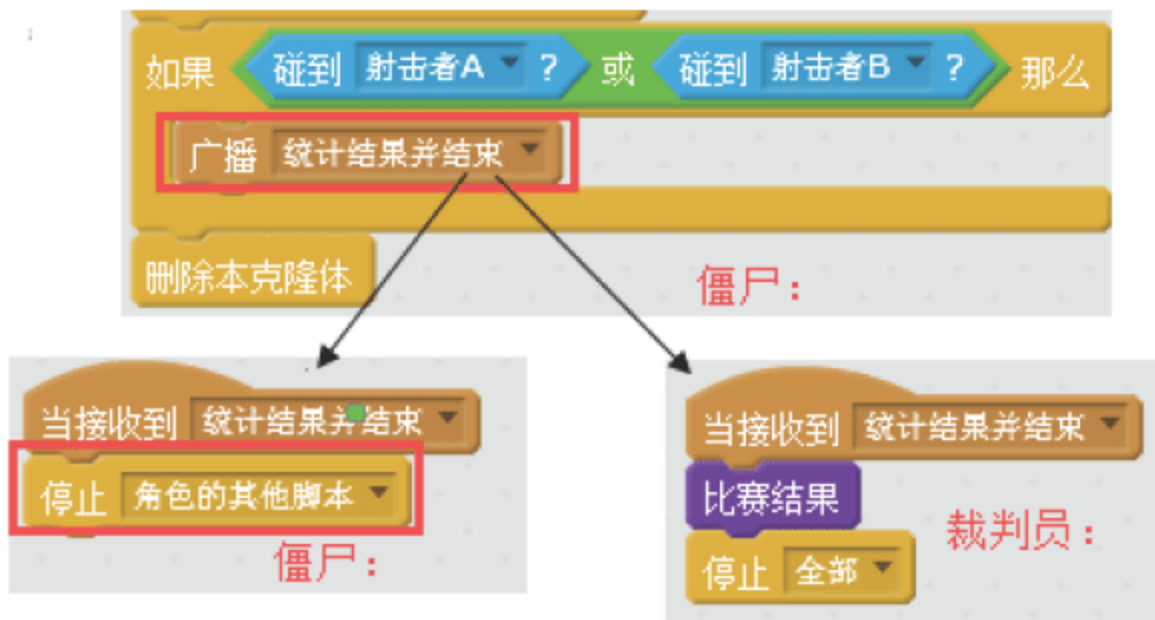 如果 碰到 射击者A ? 或 碰到 射击者B ? 那么
广播 统计结果并结束
删除本克隆体
僵尸：
当接收到 统计结果并结束
停止 角色的其他脚本
僵尸：
当接收到 统计结果并结束
比赛结果
停止 全部
裁判员：